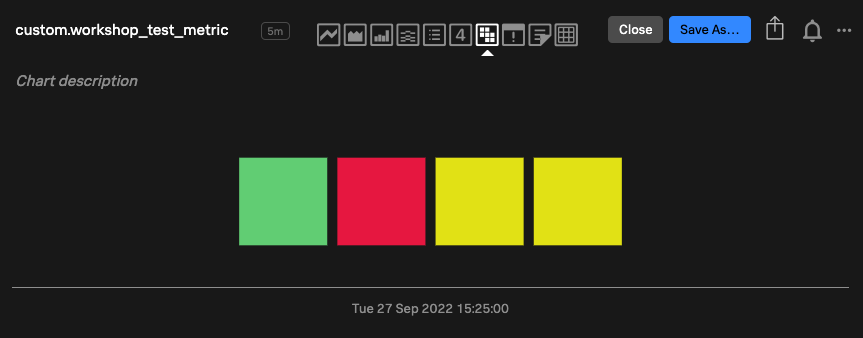 custom.workshop_test_metric 5m 4 Close Save As...
Chart description
Tue 27 Sep 2022 15:25:00